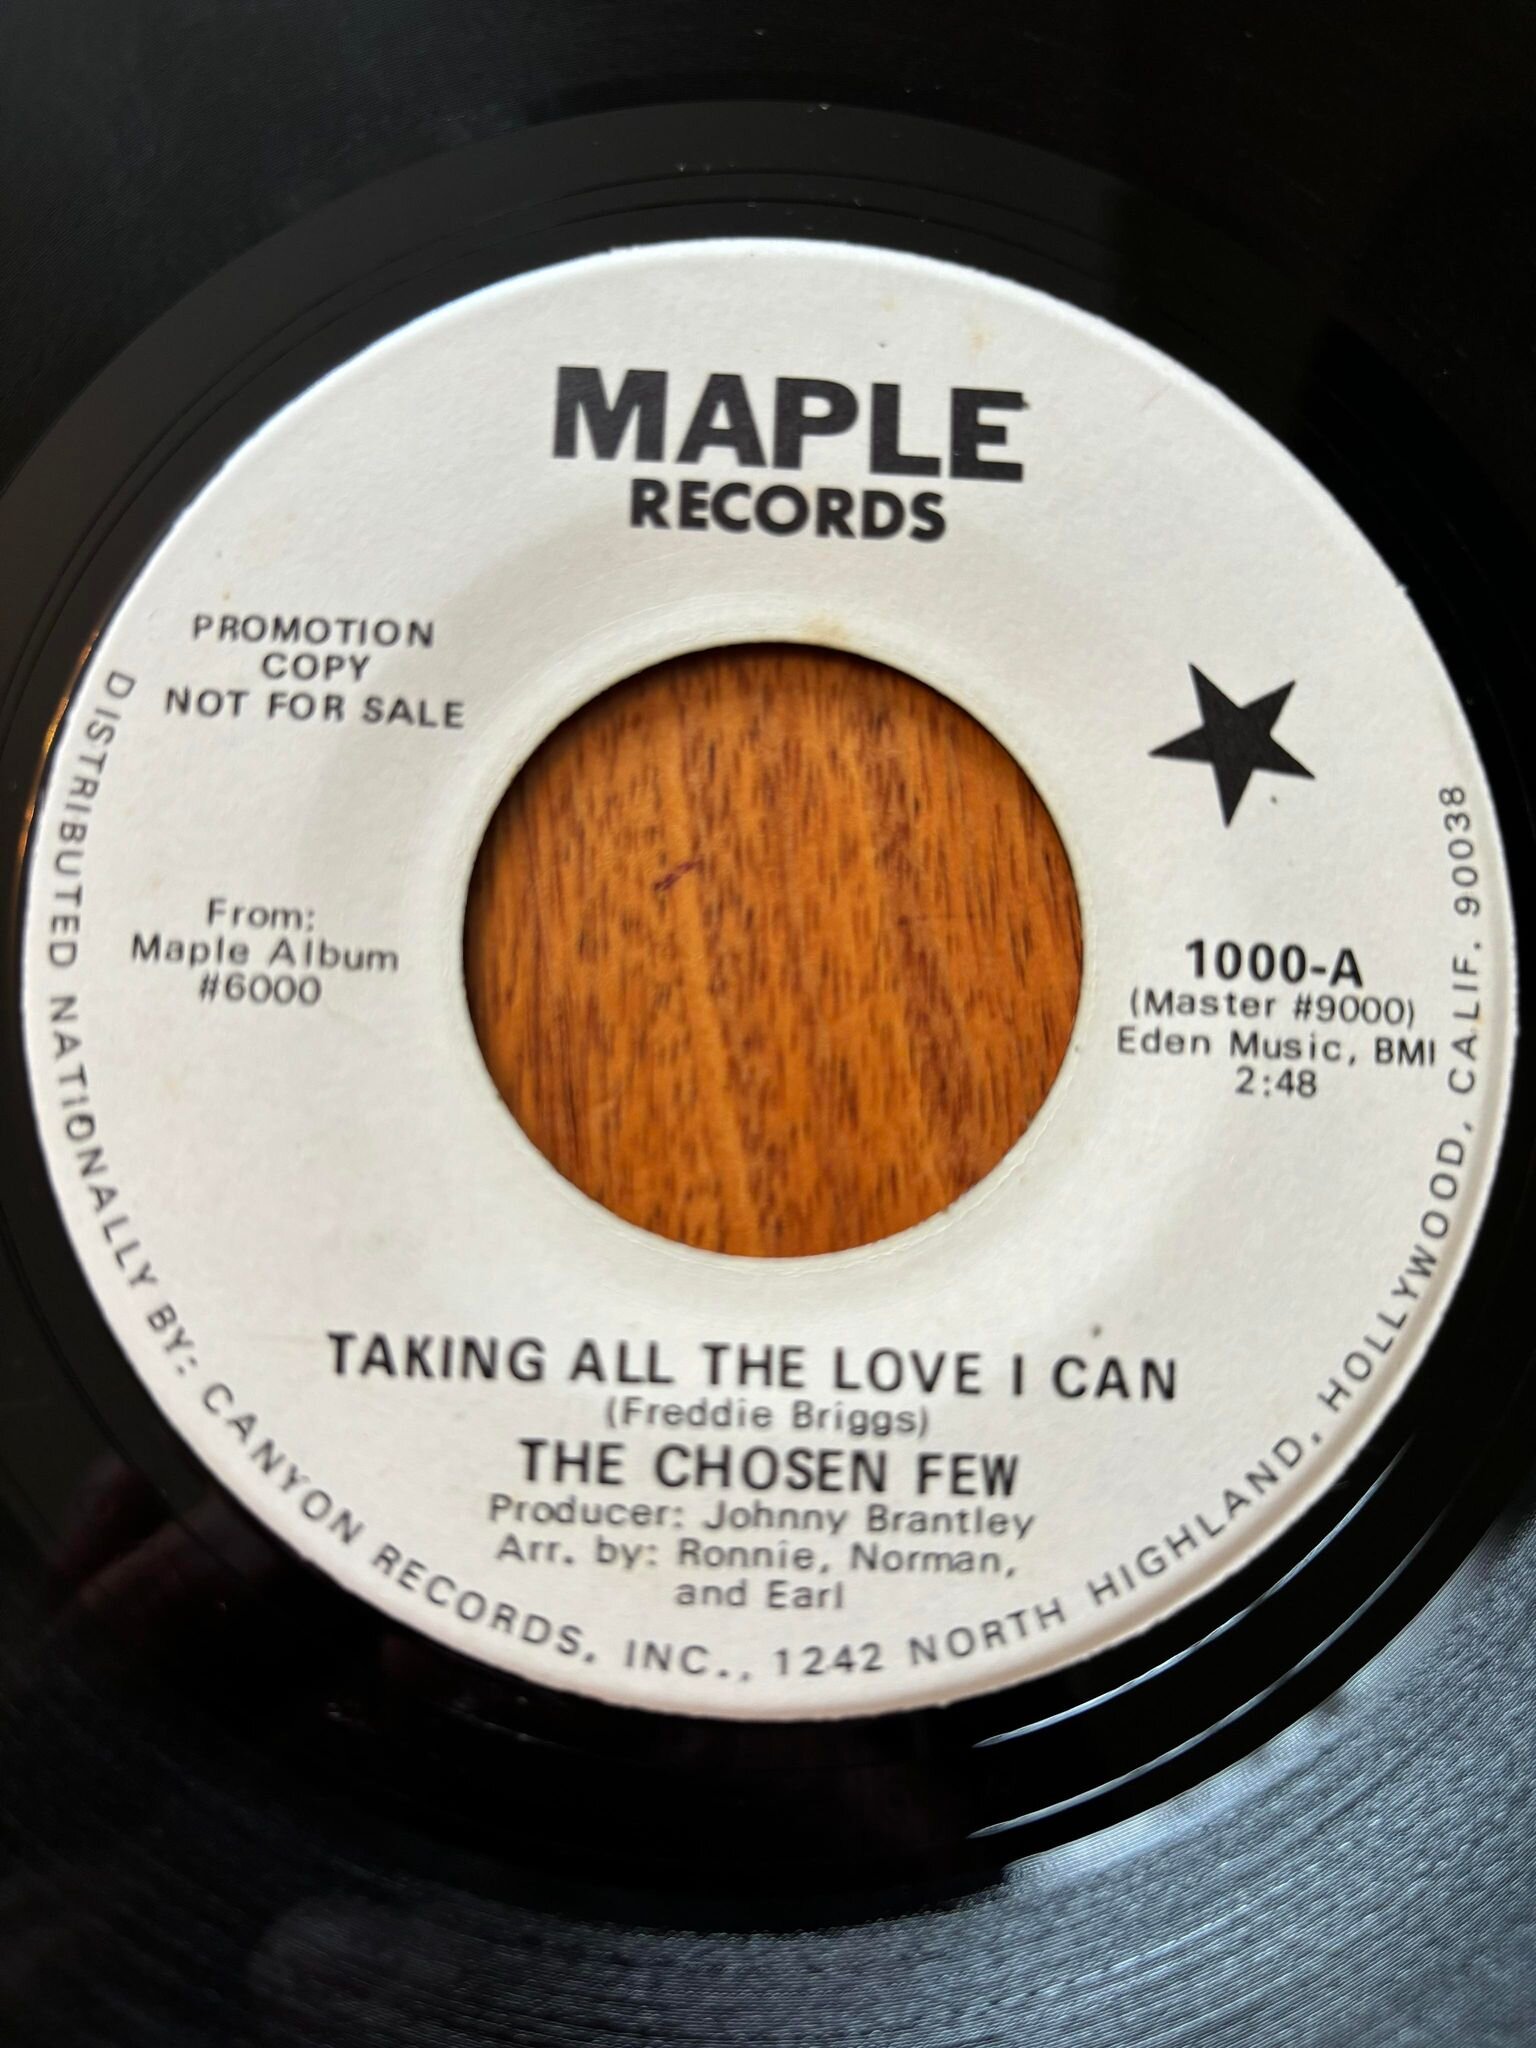 MAPLE
RECORDS
PROMOTION
COPY
NOT FOR SALE
From:
Maple Album
#6000
1000-A
(Master #9000)
Eden Music, BMI
2:48
TAKING ALL THE LOVE I CAN
(Freddie Briggs)
THE CHOSEN FEW
Producer: Johnny Brantley
Arr. by: Ronnie, Norman,
and Earl
DISTRIBUTED NATIONALLY BY: CANYON RECORDS, INC., 1242 NORTH HIGHLAND, HOLLYWOOD, CALIF. 90038